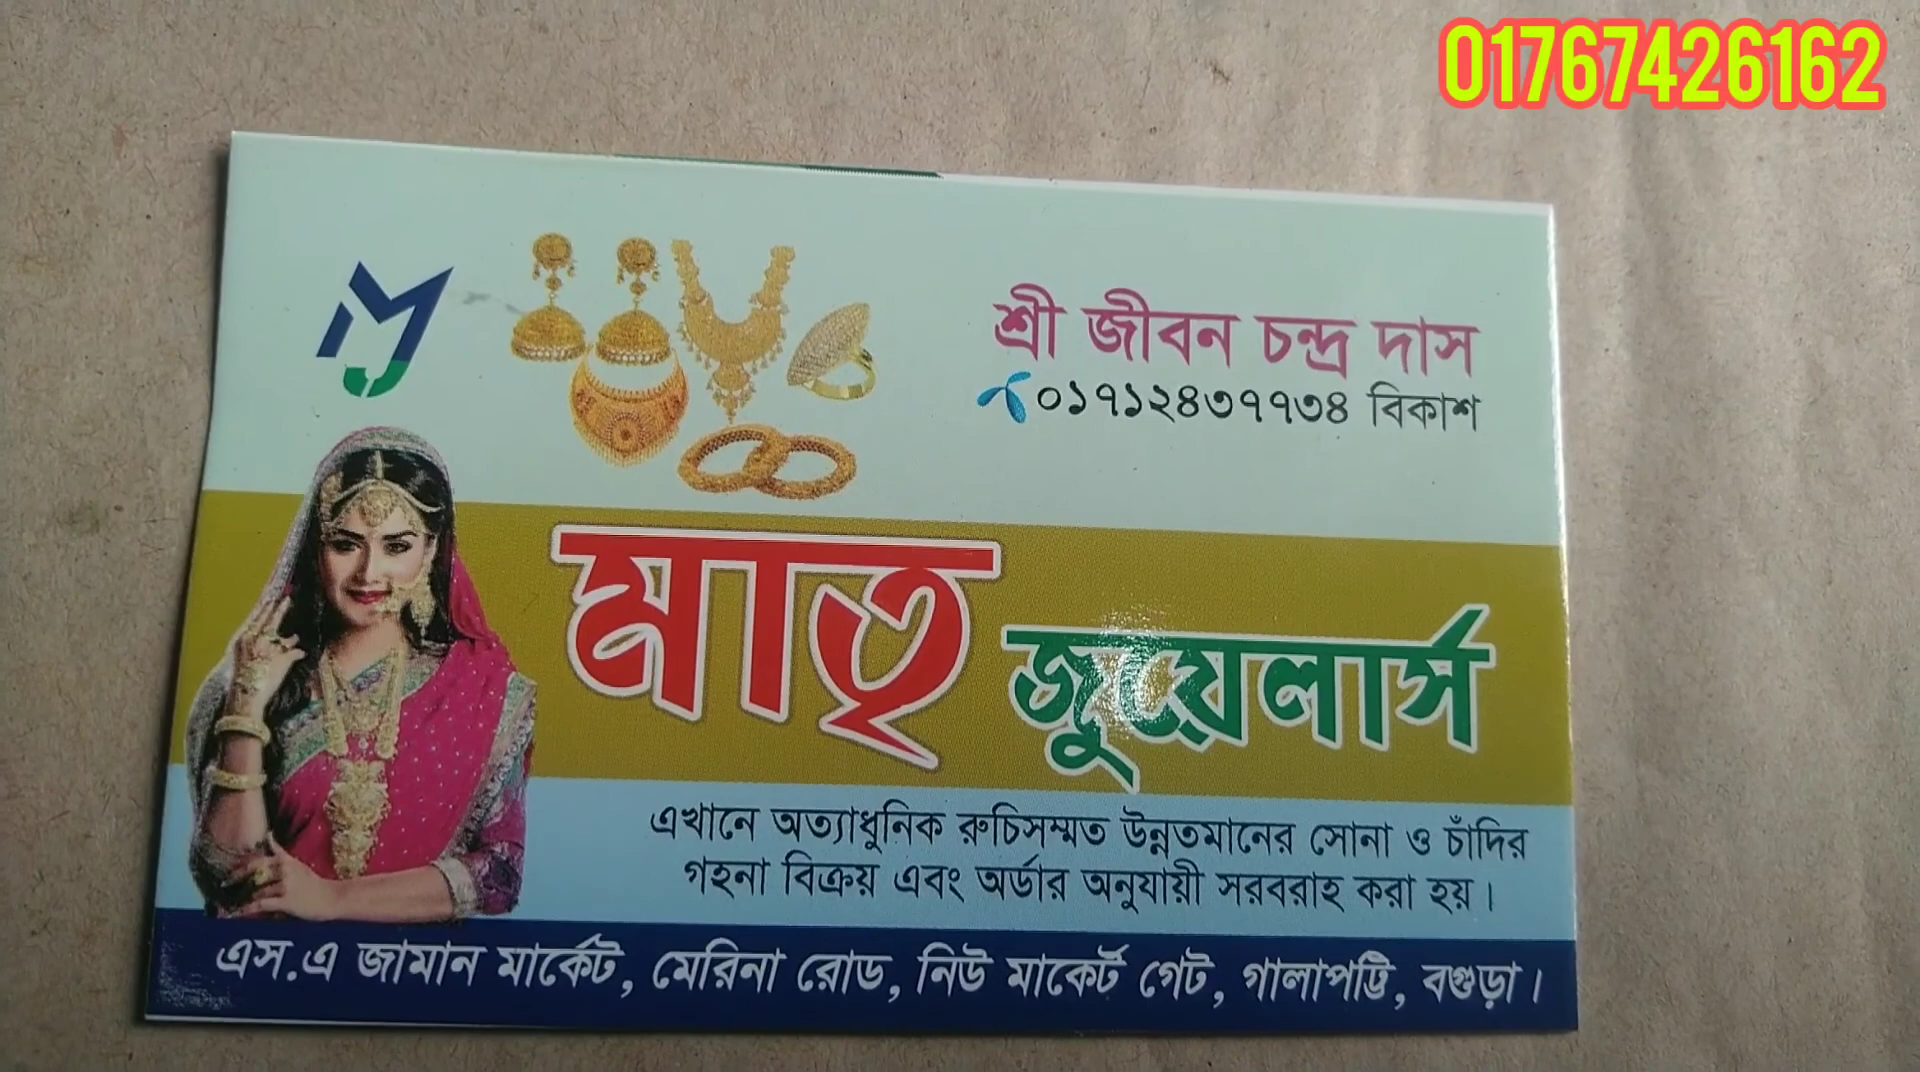 01767426162
MJ
শ্রী জীবন চন্দ্র দাস
০১৭১২৪৩৭৭৩৪ বিকাশ
মাতৃ জুয়েলার্স
এখানে অত্যাধুনিক রুচিসম্মত উন্নতমানের সোনা ও চাঁদির
গহনা বিক্রয় এবং অর্ডার অনুযায়ী সরবরাহ করা হয়।
এস.এ জামান মার্কেট, মেরিনা রোড, নিউ মাকের্ট গেট, গালাপট্টি, বগুড়া।